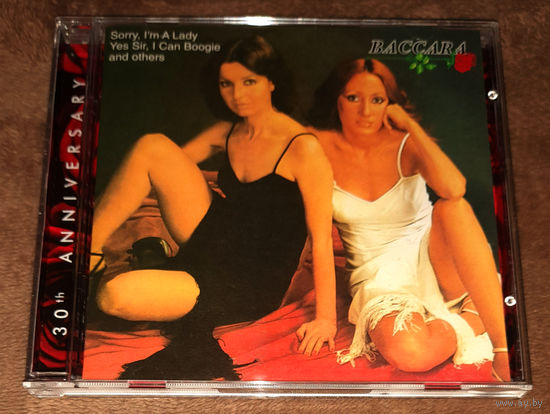 Sorry, I'm A Lady
Yes Sir, I Can Boogie
and others
BACCARA
30th ANNIVERSARY
www.ay.by